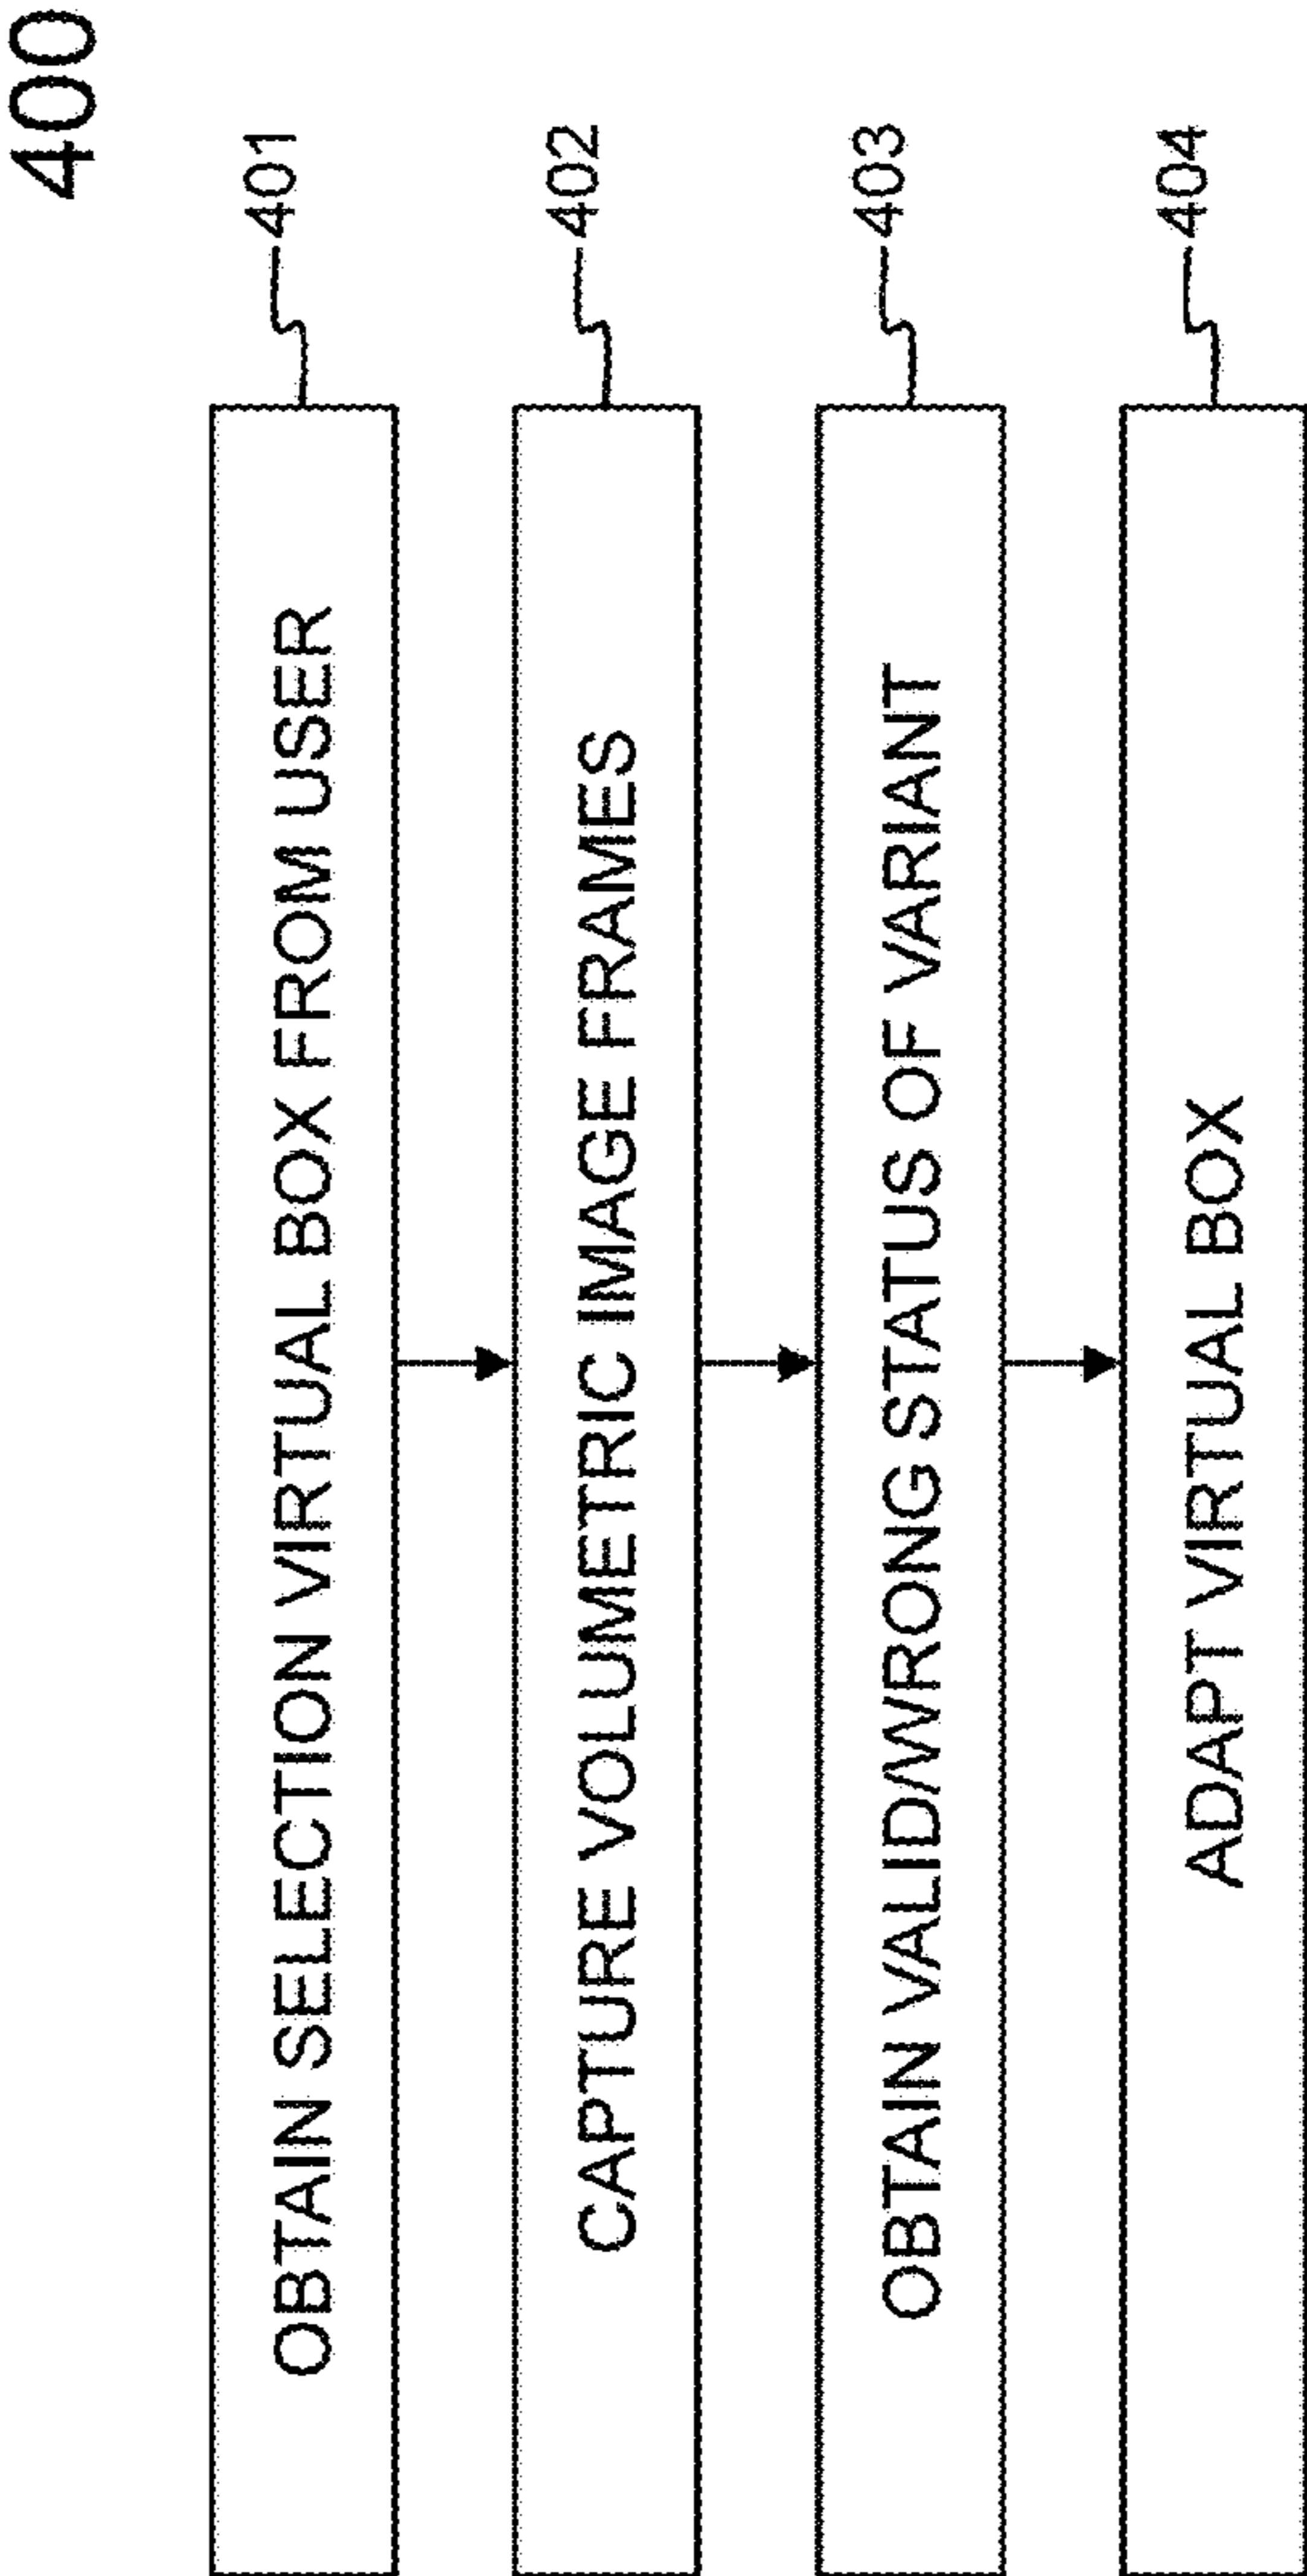 400
OBTAIN SELECTION VIRTUAL BOX FROM USER
401
CAPTURE VOLUMETRIC IMAGE FRAMES
402
OBTAIN VALID/WRONG STATUS OF VARIANT
403
ADAPT VIRTUAL BOX
404